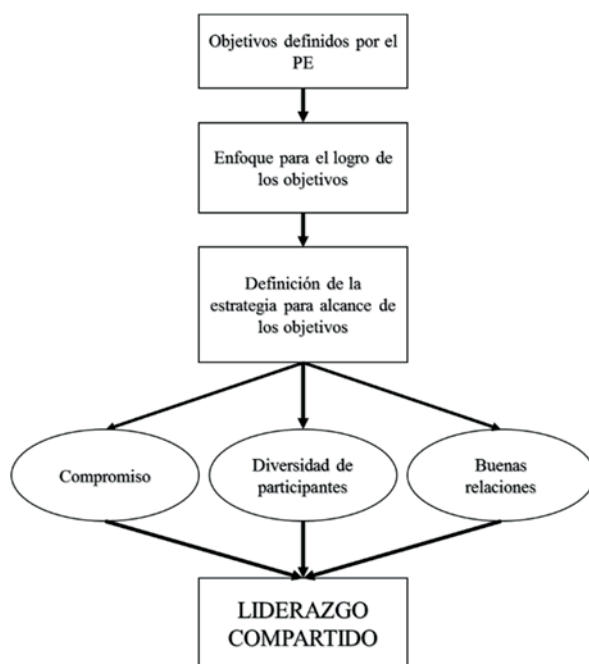 Objetivos definidos por el
PE
Enfoque para el logro de
los objetivos
Definición de la
estrategia para alcance de
los objetivos
Compromiso
Diversidad de
participantes
Buenas
relaciones
LIDERAZGO
COMPARTIDO